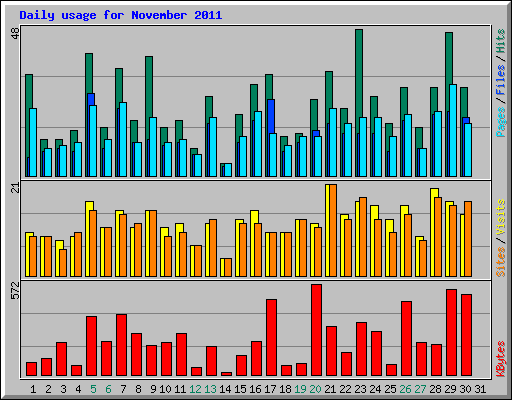 Daily usage for November 2011
48
21
572
Pages / Files / Hits
Sites / Visits
KBytes
1 2 3 4 5 6 7 8 9 10 11 12 13 14 15 16 17 18 19 20 21 22 23 24 25 26 27 28 29 30 31